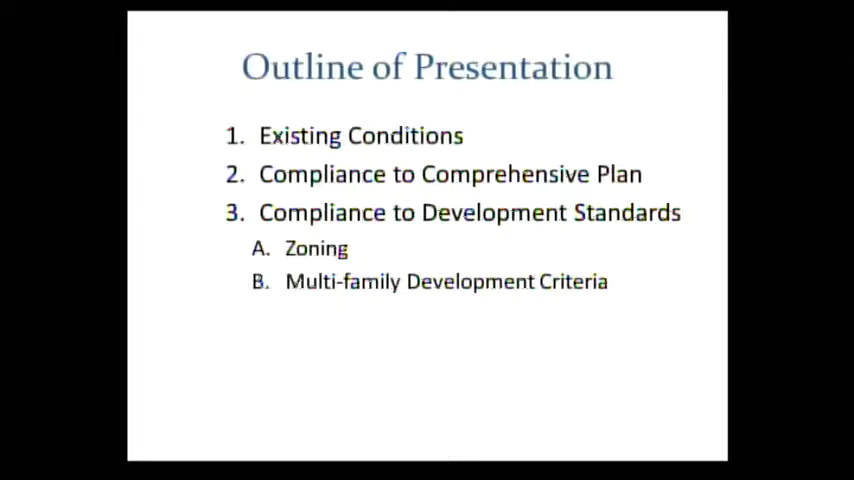 Outline of Presentation
1. Existing Conditions
2. Compliance to Comprehensive Plan
3. Compliance to Development Standards
A. Zoning
B. Multi-family Development Criteria